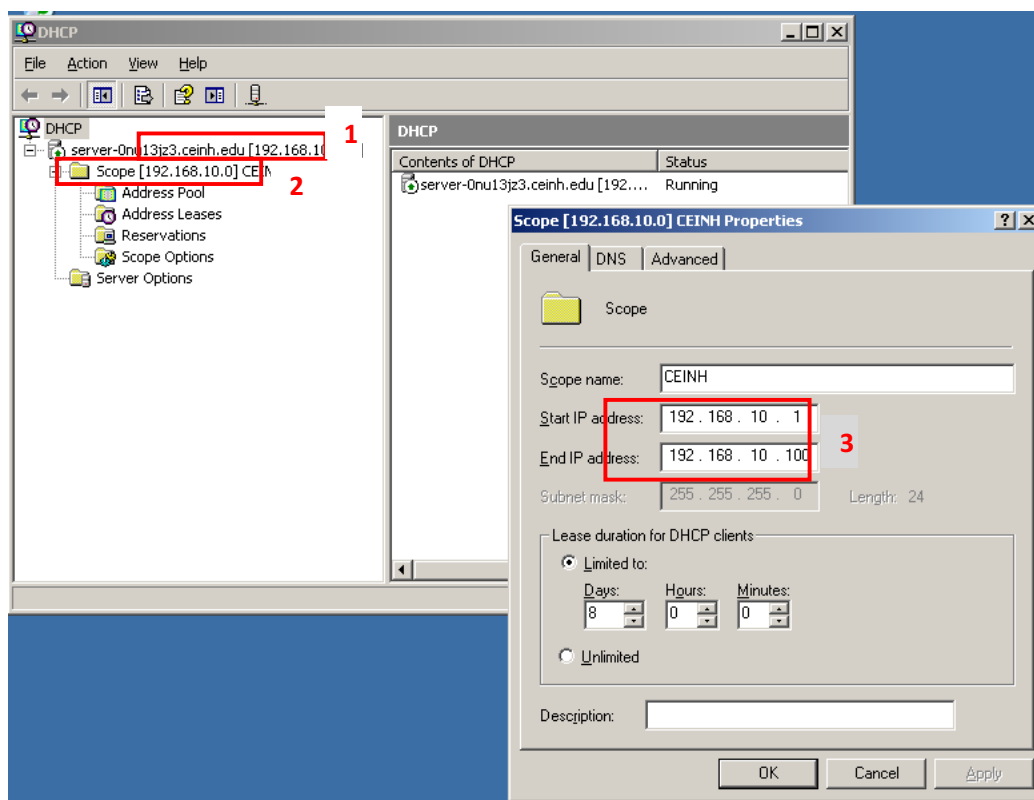 DHCP
File Action View Help
DHCP
server-0nu13jz3.ceinh.edu [192.168.10
1
Scope [192.168.10.0]
2
Address Pool
Address Leases
Reservations
Scope Options
Server Options
DHCP
Contents of DHCP Status
server-0nu13jz3.ceinh.edu [192.... Running
Scope [192.168.10.0] CEINH Properties
General DNS Advanced
Scope
Scope name: CEINH
Start IP address: 192 . 168 . 10 . 1
End IP address: 192 . 168 . 10 . 100
3
Subnet mask: 255 . 255 . 255 . 0 Length: 24
Lease duration for DHCP clients
Limited to:
Days: Hours: Minutes:
8 0 0
Unlimited
Description:
OK Cancel Apply